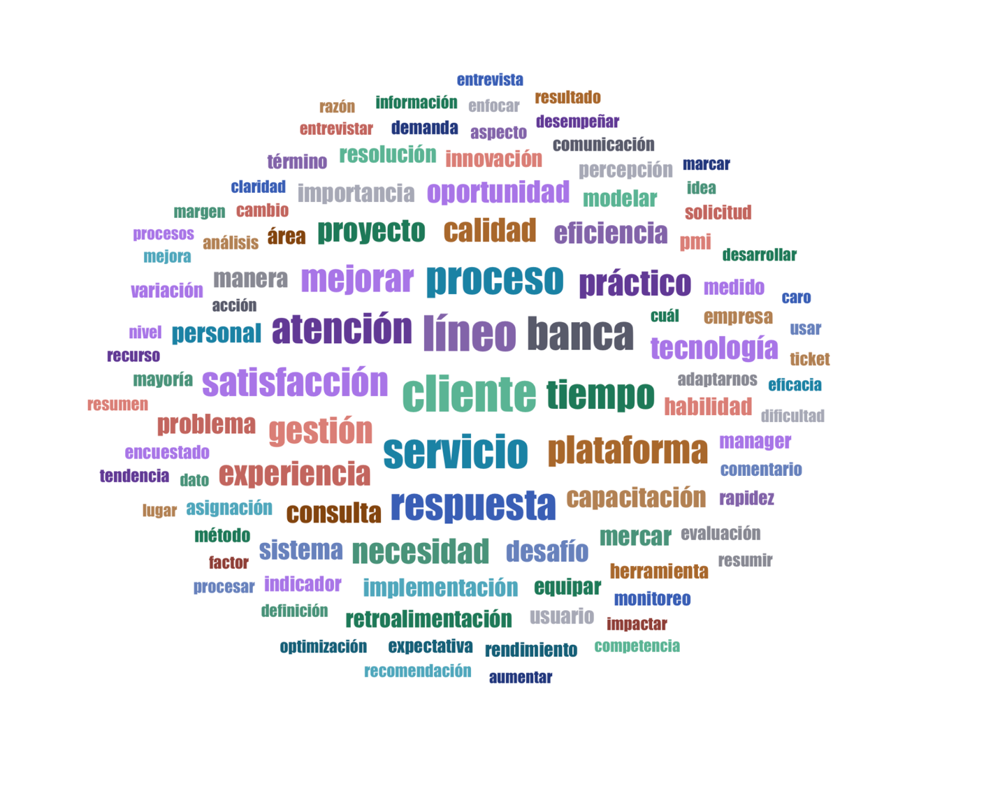 entrevista
razón información enfocar resultado
entrevistar demanda aspecto desempeñar
término resolución innovación comunicación
percepción marcar
claridad importancia oportunidad modelar idea
margen cambio solicitud
procesos análisis área proyecto calidad eficiencia pmi
mejora desarrollar
variación manera mejorar proceso práctico medido caro
acción
nivel personal atención líneo banca cuál empresa usar
recurso tecnología ticket
mayoría satisfacción cliente tiempo adaptarnos eficacia
resumen problema gestión habilidad dificultad
encuestado servicio plataforma manager
tendencia dato experiencia comentario
lugar asignación consulta respuesta capacitación rapidez
método sistema necesidad desafío mercar evaluación
factor herramienta resumir
procesar indicador implementación equipar monitoreo
definición retroalimentación usuario impactar
optimización expectativa rendimiento competencia
recomendación aumentar